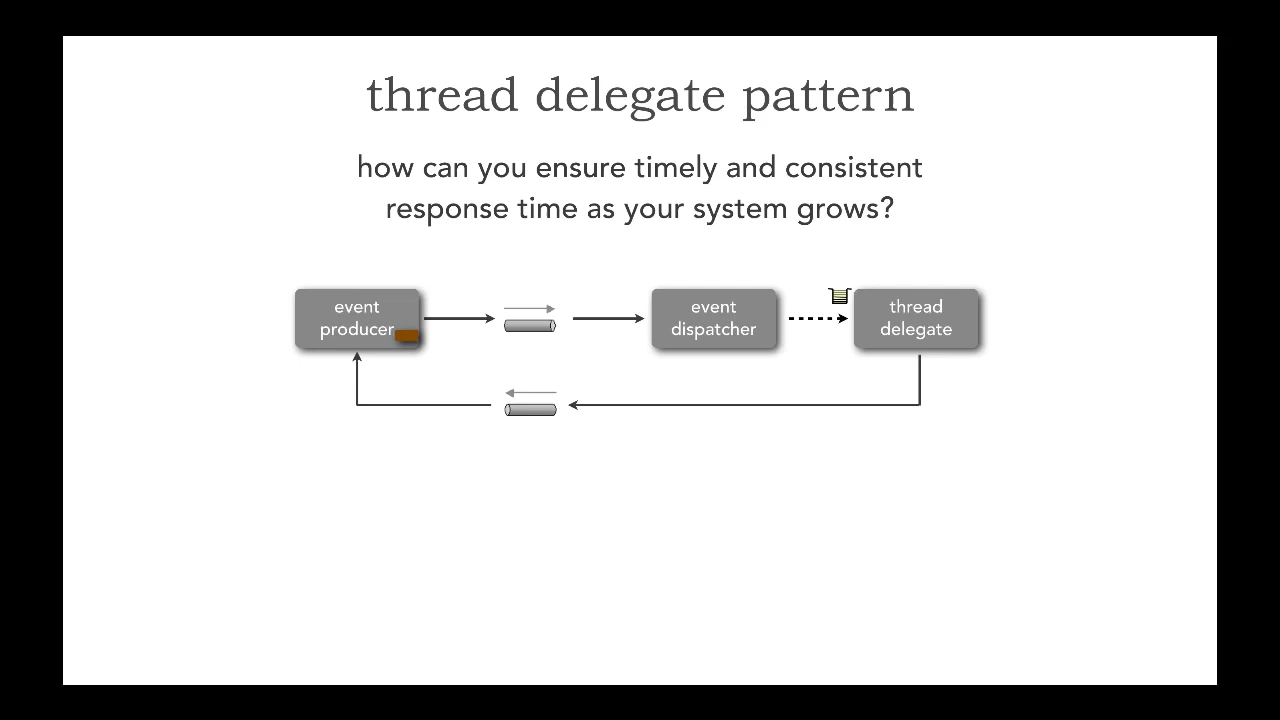 thread delegate pattern
how can you ensure timely and consistent
response time as your system grows?
event
producer
event
dispatcher
thread
delegate